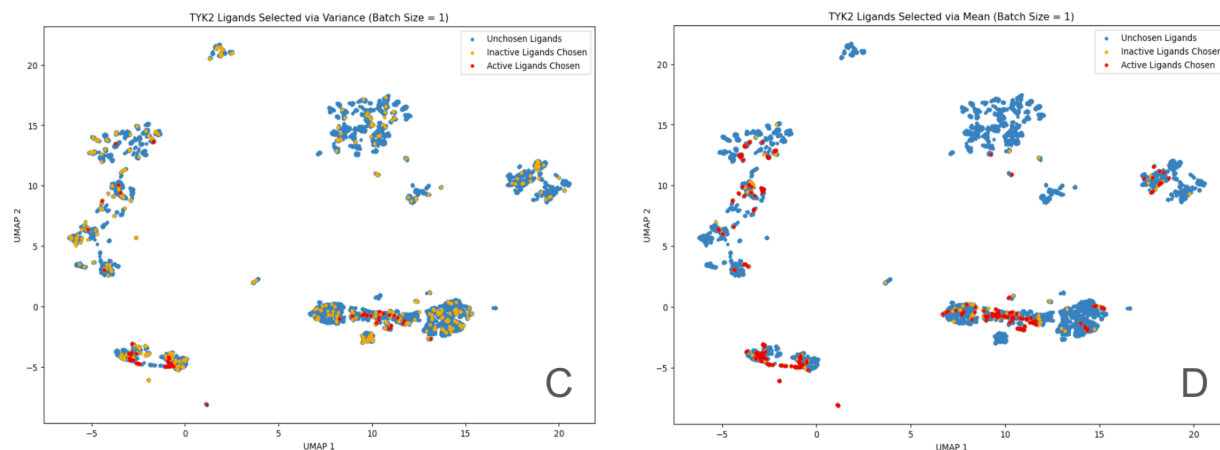 TYK2 Ligands Selected via Variance (Batch Size = 1)
Unchosen Ligands
Inactive Ligands Chosen
Active Ligands Chosen
20
15
10
5
0
−5
UMAP 2
−5
0
5
10
15
20
UMAP 1
C
TYK2 Ligands Selected via Mean (Batch Size = 1)
Unchosen Ligands
Inactive Ligands Chosen
Active Ligands Chosen
20
15
10
5
0
−5
UMAP 2
−5
0
5
10
15
20
UMAP 1
D